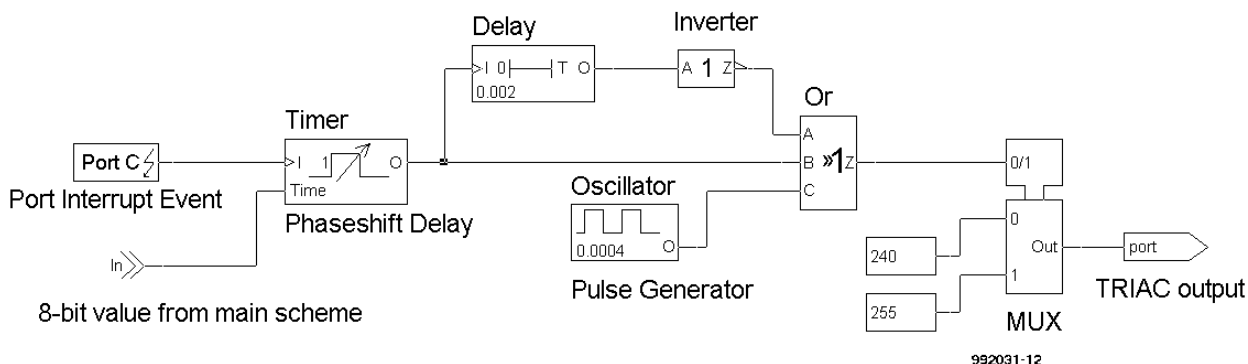 Delay
Inverter
I 0 T O
0.002
A 1 Z
Or
Timer
A
Port C
I 1 O
B »1 Z
0/1
Time
Port Interrupt Event
Oscillator
C
Phaseshift Delay
0
0.0004 O
240
Out
port
In
Pulse Generator
1
TRIAC output
8-bit value from main scheme
255
MUX
992031-12